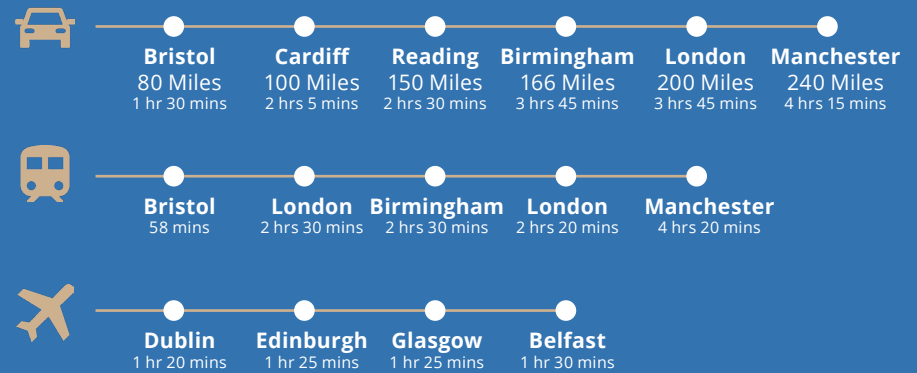 Bristol Cardiff Reading Birmingham London Manchester
80 Miles 100 Miles 150 Miles 166 Miles 200 Miles 240 Miles
1 hr 30 mins 2 hrs 5 mins 2 hrs 30 mins 3 hrs 45 mins 3 hrs 45 mins 4 hrs 15 mins
Bristol London Birmingham London Manchester
58 mins 2 hrs 30 mins 2 hrs 30 mins 2 hrs 20 mins 4 hrs 20 mins
Dublin Edinburgh Glasgow Belfast
1 hr 20 mins 1 hr 25 mins 1 hr 25 mins 1 hr 30 mins